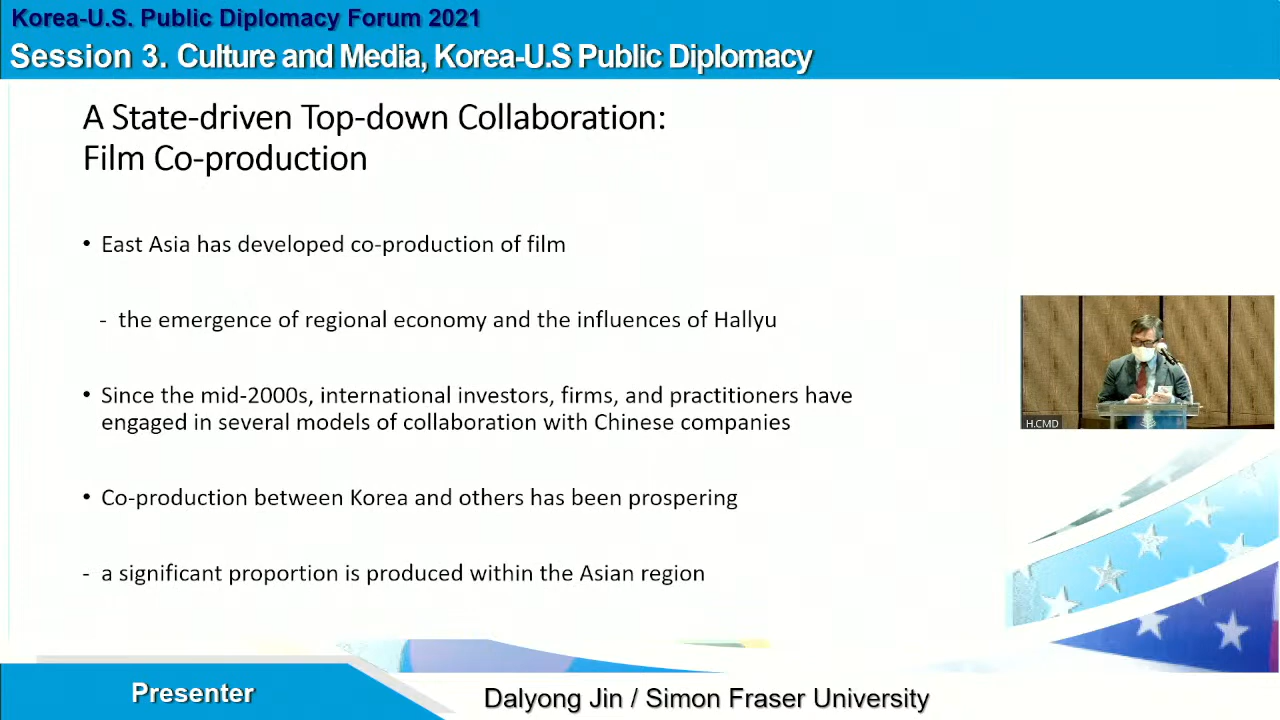 Korea-U.S. Public Diplomacy Forum 2021
Session 3. Culture and Media, Korea-U.S Public Diplomacy
A State-driven Top-down Collaboration:
Film Co-production
• East Asia has developed co-production of film
- the emergence of regional economy and the influences of Hallyu
• Since the mid-2000s, international investors, firms, and practitioners have
engaged in several models of collaboration with Chinese companies
• Co-production between Korea and others has been prospering
- a significant proportion is produced within the Asian region
H.CMD
Presenter
Dalyong Jin / Simon Fraser University